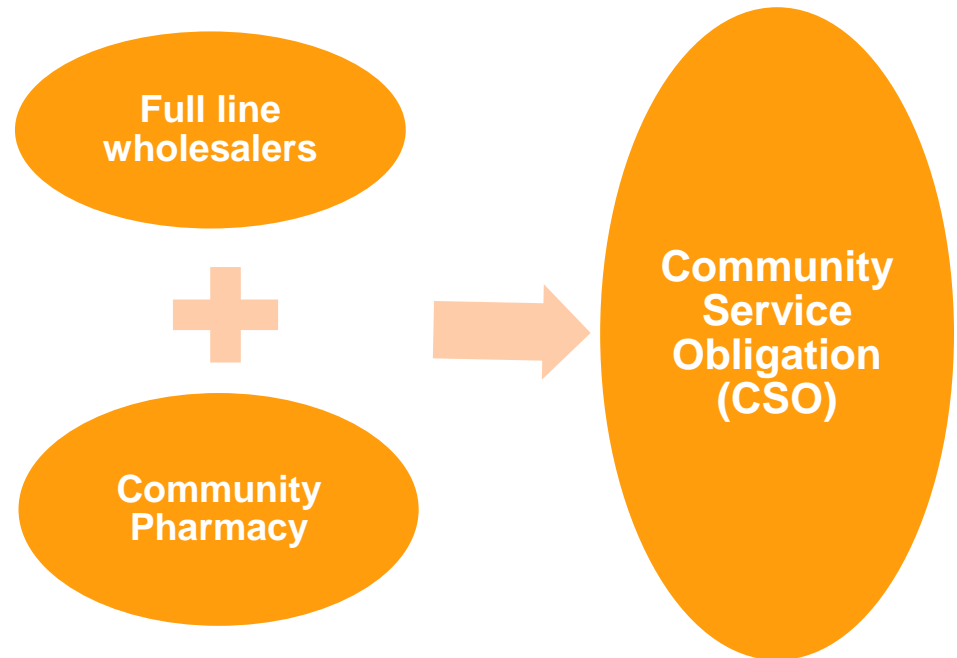 Full line
wholesalers
Community
Pharmacy
Community
Service
Obligation
(CSO)